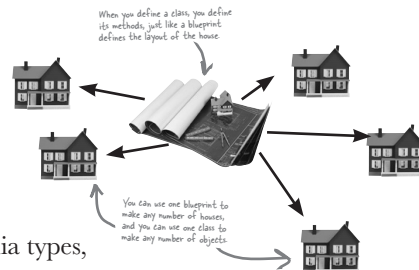 When you define a class, you define
its methods, just like a blueprint
defines the layout of the house.
You can use one blueprint to
make any number of houses,
and you can use one class to
make any number of objects.
ia types,